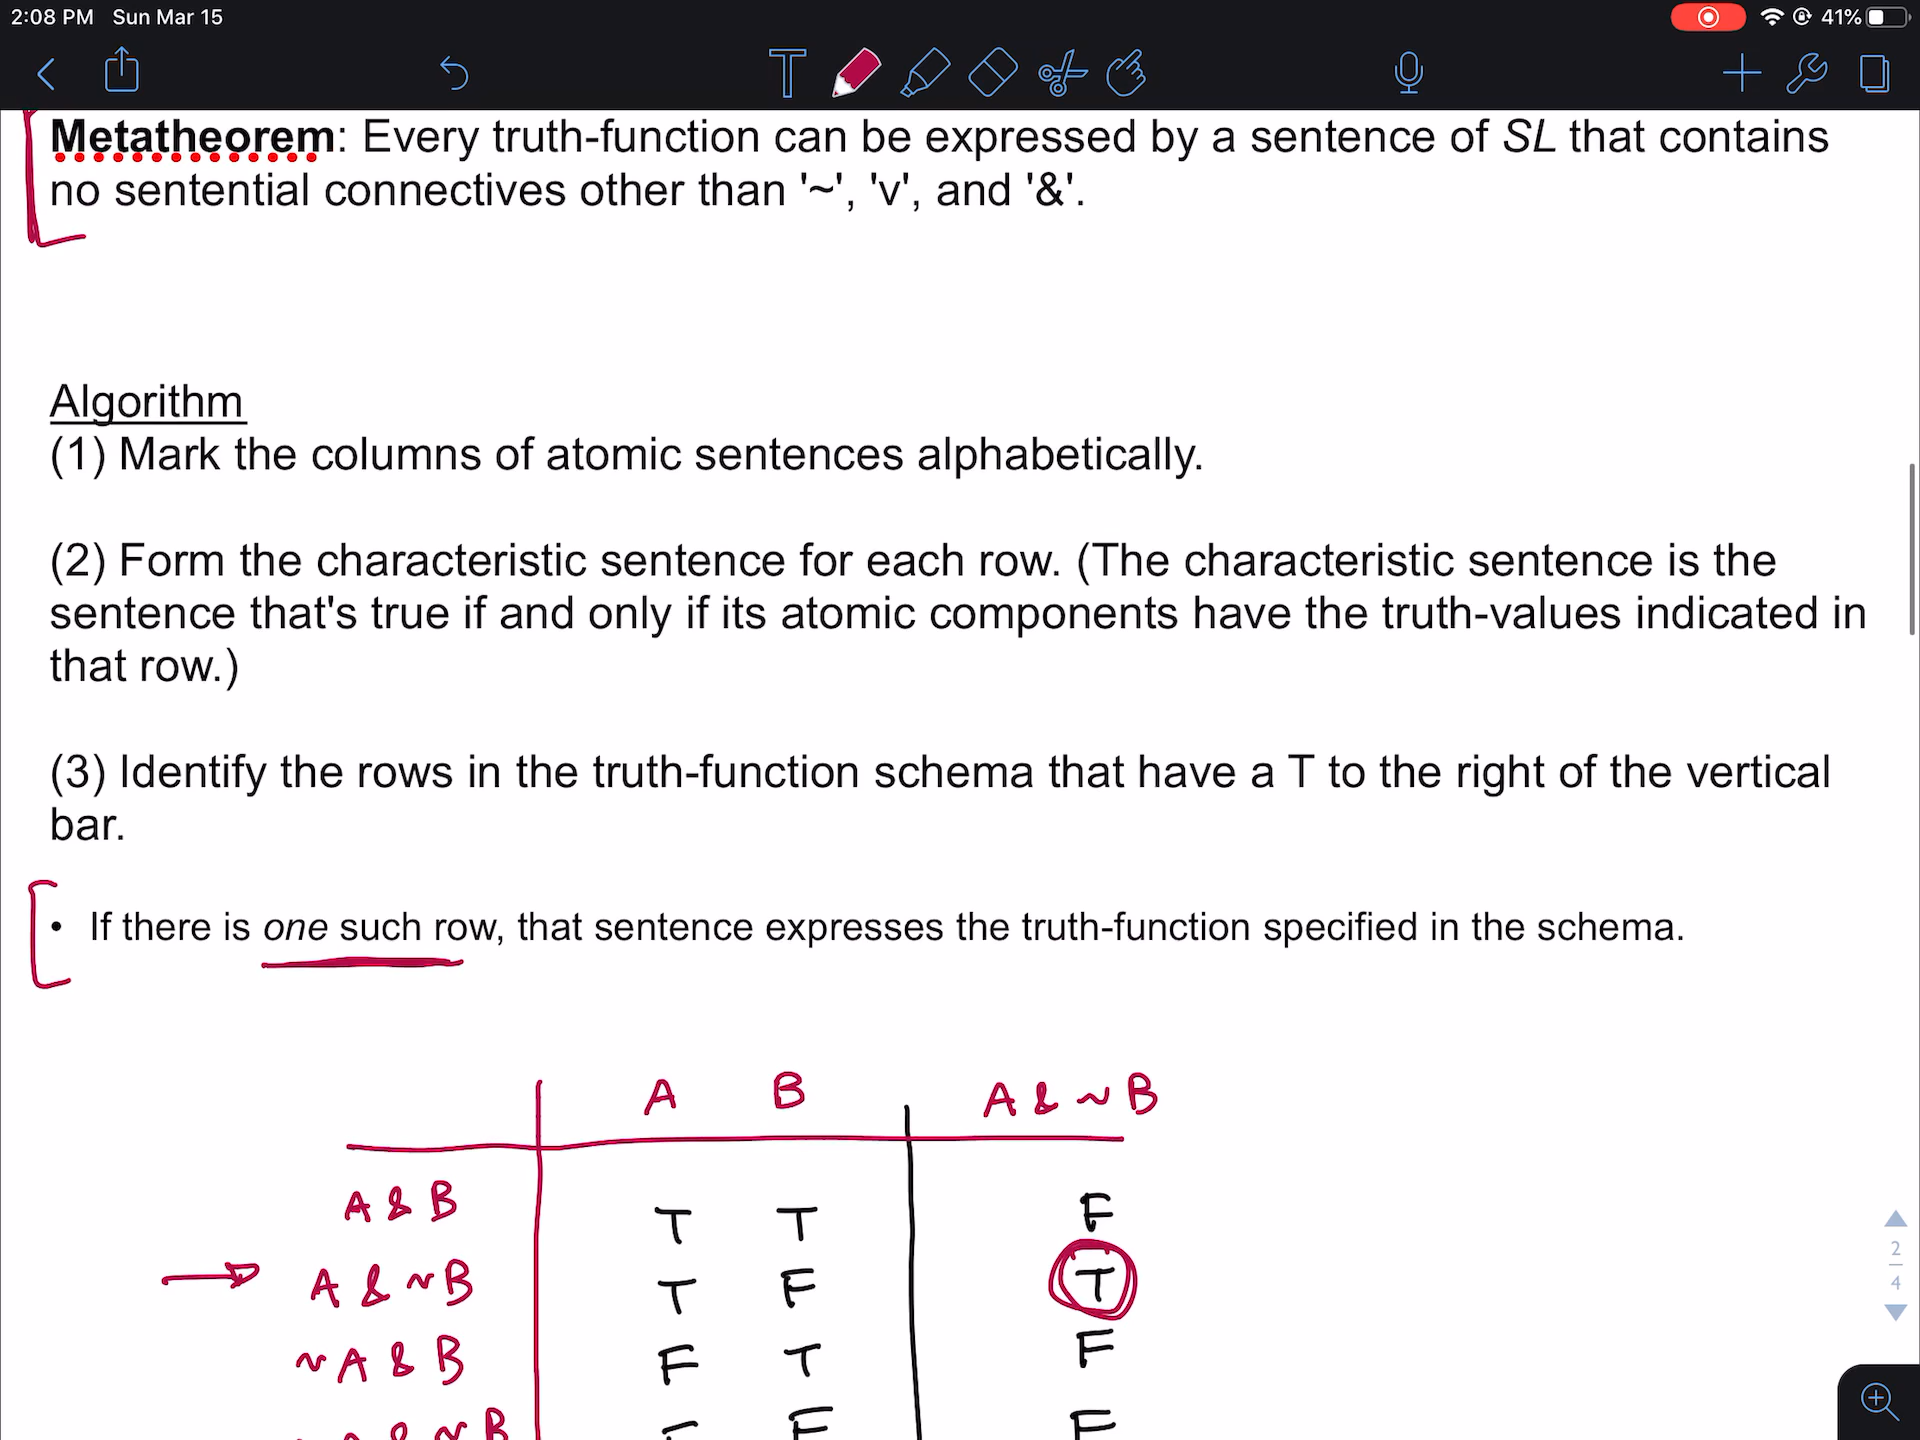 2:08 PM Sun Mar 15 41%
Metatheorem: Every truth-function can be expressed by a sentence of SL that contains
no sentential connectives other than '~', 'v', and '&'.
Algorithm
(1) Mark the columns of atomic sentences alphabetically.
(2) Form the characteristic sentence for each row. (The characteristic sentence is the
sentence that's true if and only if its atomic components have the truth-values indicated in
that row.)
(3) Identify the rows in the truth-function schema that have a T to the right of the vertical
bar.
• If there is one such row, that sentence expresses the truth-function specified in the schema.
A B A & ~ B
A & B T T F
A & ~B T F T
~A & B F T F
~A & ~B F F F
2
4